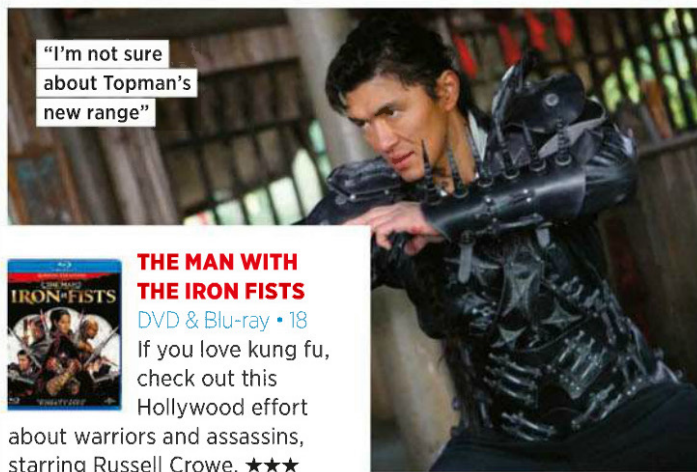 “I’m not sure
about Topman’s
new range”
THE MAN WITH
THE IRON FISTS
DVD & Blu-ray • 18
If you love kung fu,
check out this
Hollywood effort
about warriors and assassins,
starring Russell Crowe. ★★★
IRON FISTS